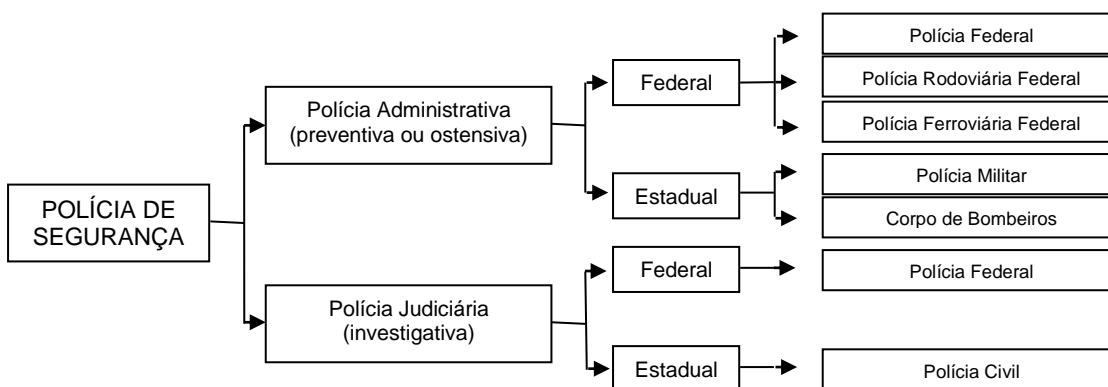 POLÍCIA DE
SEGURANÇA
Polícia Administrativa
(preventiva ou ostensiva)
Federal
Polícia Federal
Polícia Rodoviária Federal
Polícia Ferroviária Federal
Estadual
Polícia Militar
Corpo de Bombeiros
Polícia Judiciária
(investigativa)
Federal
Polícia Federal
Estadual
Polícia Civil